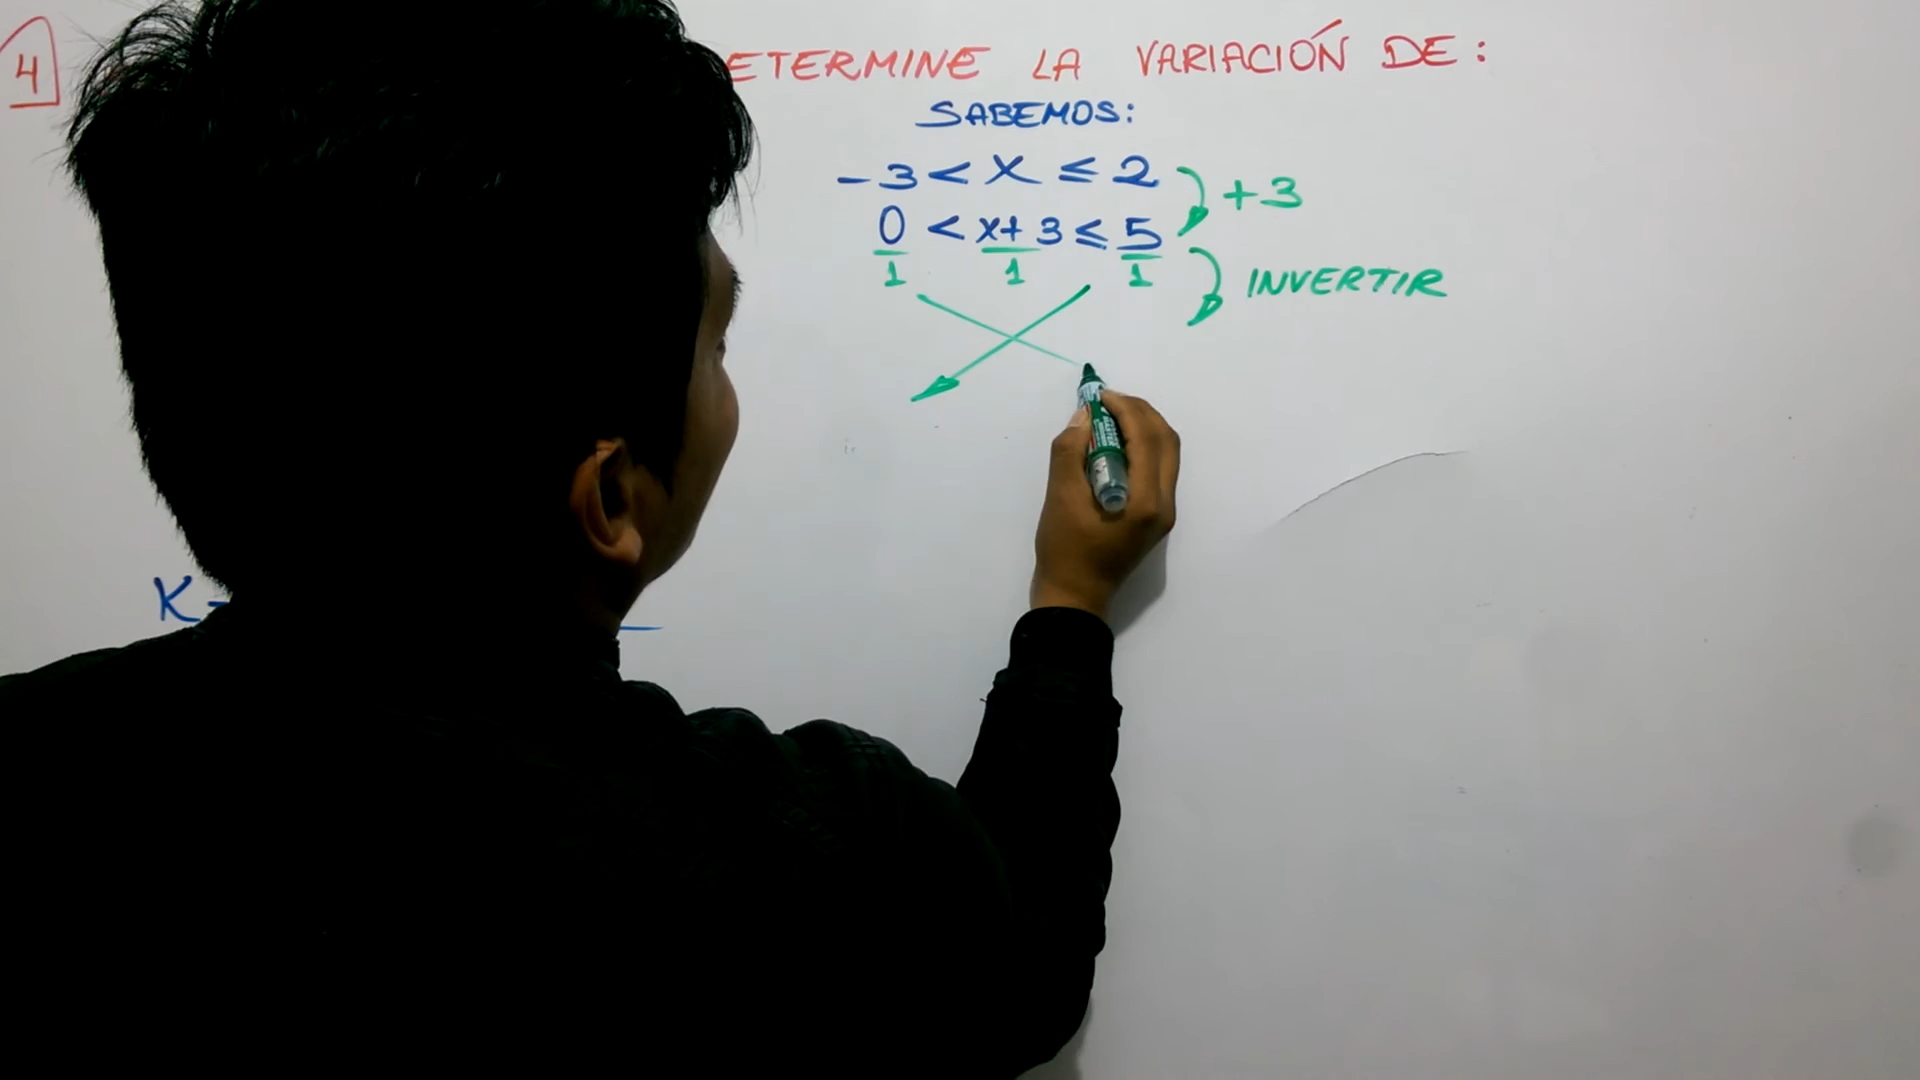 4 ETERMINE LA VARIACIÓN DE:
SABEMOS:
-3 < x ≤ 2 +3
0/1 < x+3/1 ≤ 5/1 INVERTIR
K